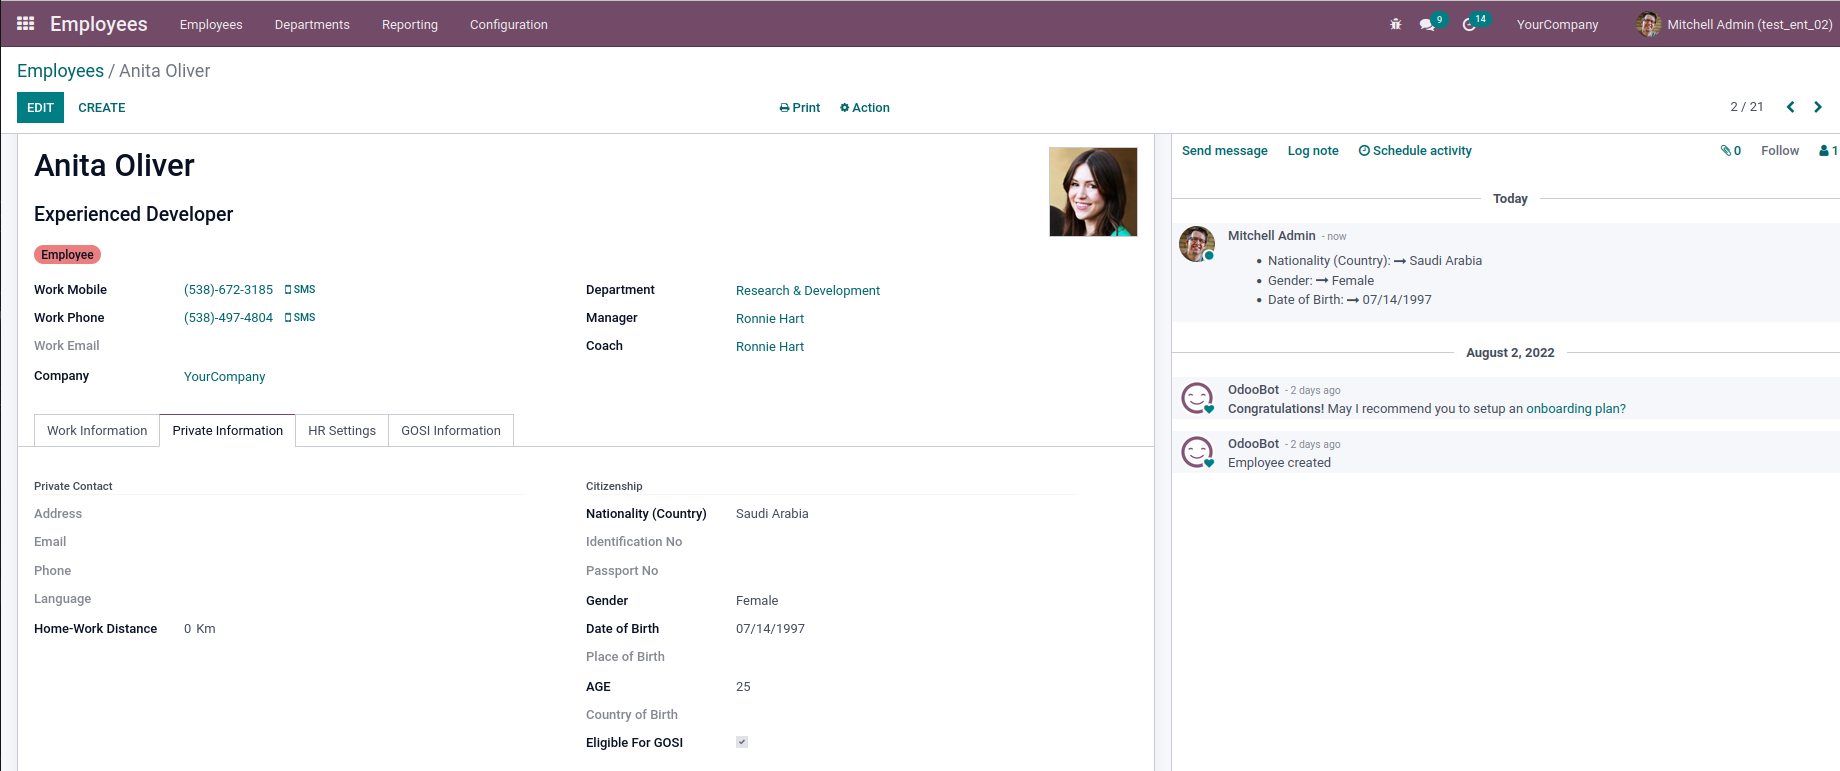 Employees Employees Departments Reporting Configuration 9 14 YourCompany Mitchell Admin (test_ent_02)
Employees / Anita Oliver
EDIT CREATE Print Action 2 / 21
Anita Oliver
Experienced Developer
Employee
Work Mobile (538)-672-3185 SMS
Work Phone (538)-497-4804 SMS
Work Email
Company YourCompany
Department Research & Development
Manager Ronnie Hart
Coach Ronnie Hart
Work Information Private Information HR Settings GOSI Information
Private Contact
Address
Email
Phone
Language
Home-Work Distance 0 Km
Citizenship
Nationality (Country) Saudi Arabia
Identification No
Passport No
Gender Female
Date of Birth 07/14/1997
Place of Birth
AGE 25
Country of Birth
Eligible For GOSI
Send message Log note Schedule activity 0 Follow 1
Today
Mitchell Admin - now
• Nationality (Country): → Saudi Arabia
• Gender: → Female
• Date of Birth: → 07/14/1997
August 2, 2022
OdooBot - 2 days ago
Congratulations! May I recommend you to setup an onboarding plan?
OdooBot - 2 days ago
Employee created